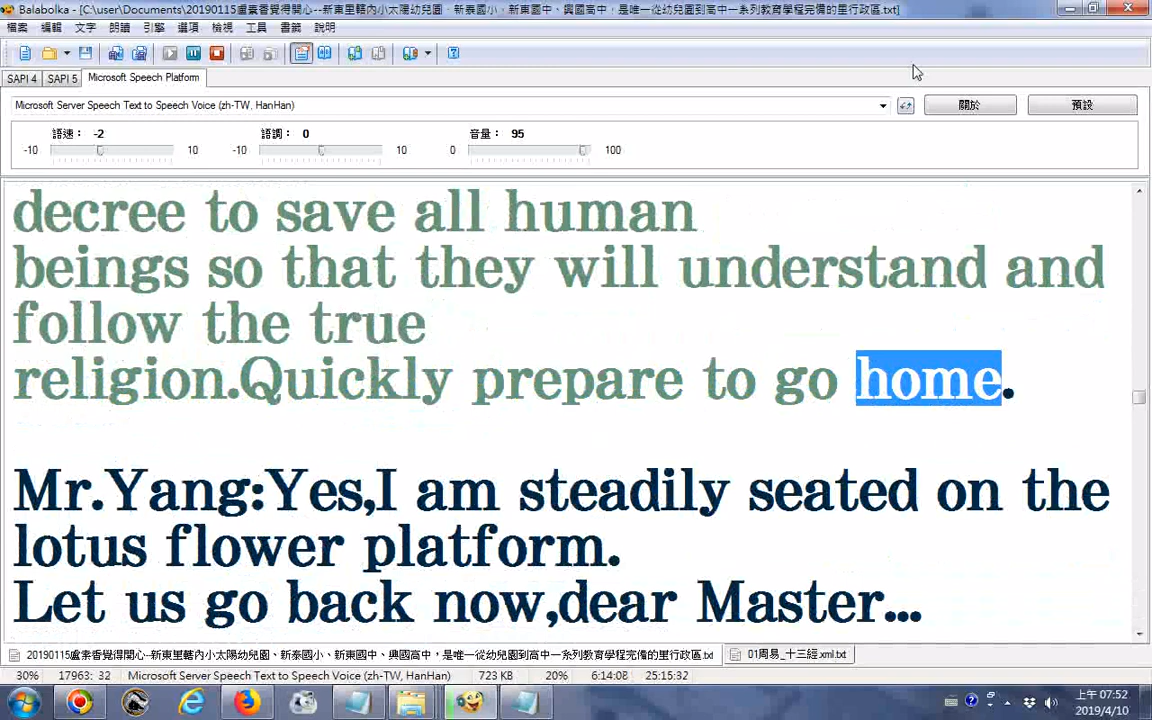 Balabolka - [C:\user\Documents\20190115盧素香覺得開心--新東里轄內小太陽幼兒園、新泰國小、新東國中、興國高中，是唯一從幼兒園到高中一系列教育學程完備的里行政區.txt]
檔案 編輯 文字 朗讀 引擎 選項 檢視 工具 書籤 說明
SAPI 4 SAPI 5 Microsoft Speech Platform
Microsoft Server Speech Text to Speech Voice (zh-TW, HanHan) 關於 預設
語速： -2 語調： 0 音量： 95
-10 10 -10 10 0 100
decree to save all human
beings so that they will understand and
follow the true
religion.Quickly prepare to go home.
Mr.Yang:Yes,I am steadily seated on the
lotus flower platform.
Let us go back now,dear Master...
20190115盧素香覺得開心--新東里轄內小太陽幼兒園、新泰國小、新東國中、興國高中，是唯一從幼兒園到高中一系列教育學程完備的里行政區.txt 01周易_十三經.xml.txt
30% 17963: 32 Microsoft Server Speech Text to Speech Voice (zh-TW, HanHan) 723 KB 20% 6:14:08 25:15:32
上午 07:52
2019/4/10